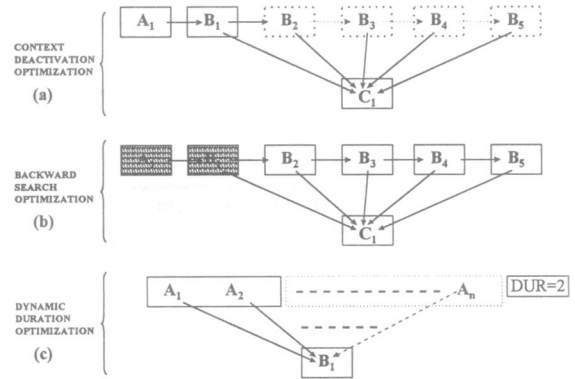 A1 B1 B2 B3 B4 B5
CONTEXT
DEACTIVATION
OPTIMIZATION
(a)
C1
BACKWARD
SEARCH
OPTIMIZATION
(b)
B2 B3 B4 B5
C1
DYNAMIC
DURATION
OPTIMIZATION
(c)
A1 A2 An DUR=2
B1